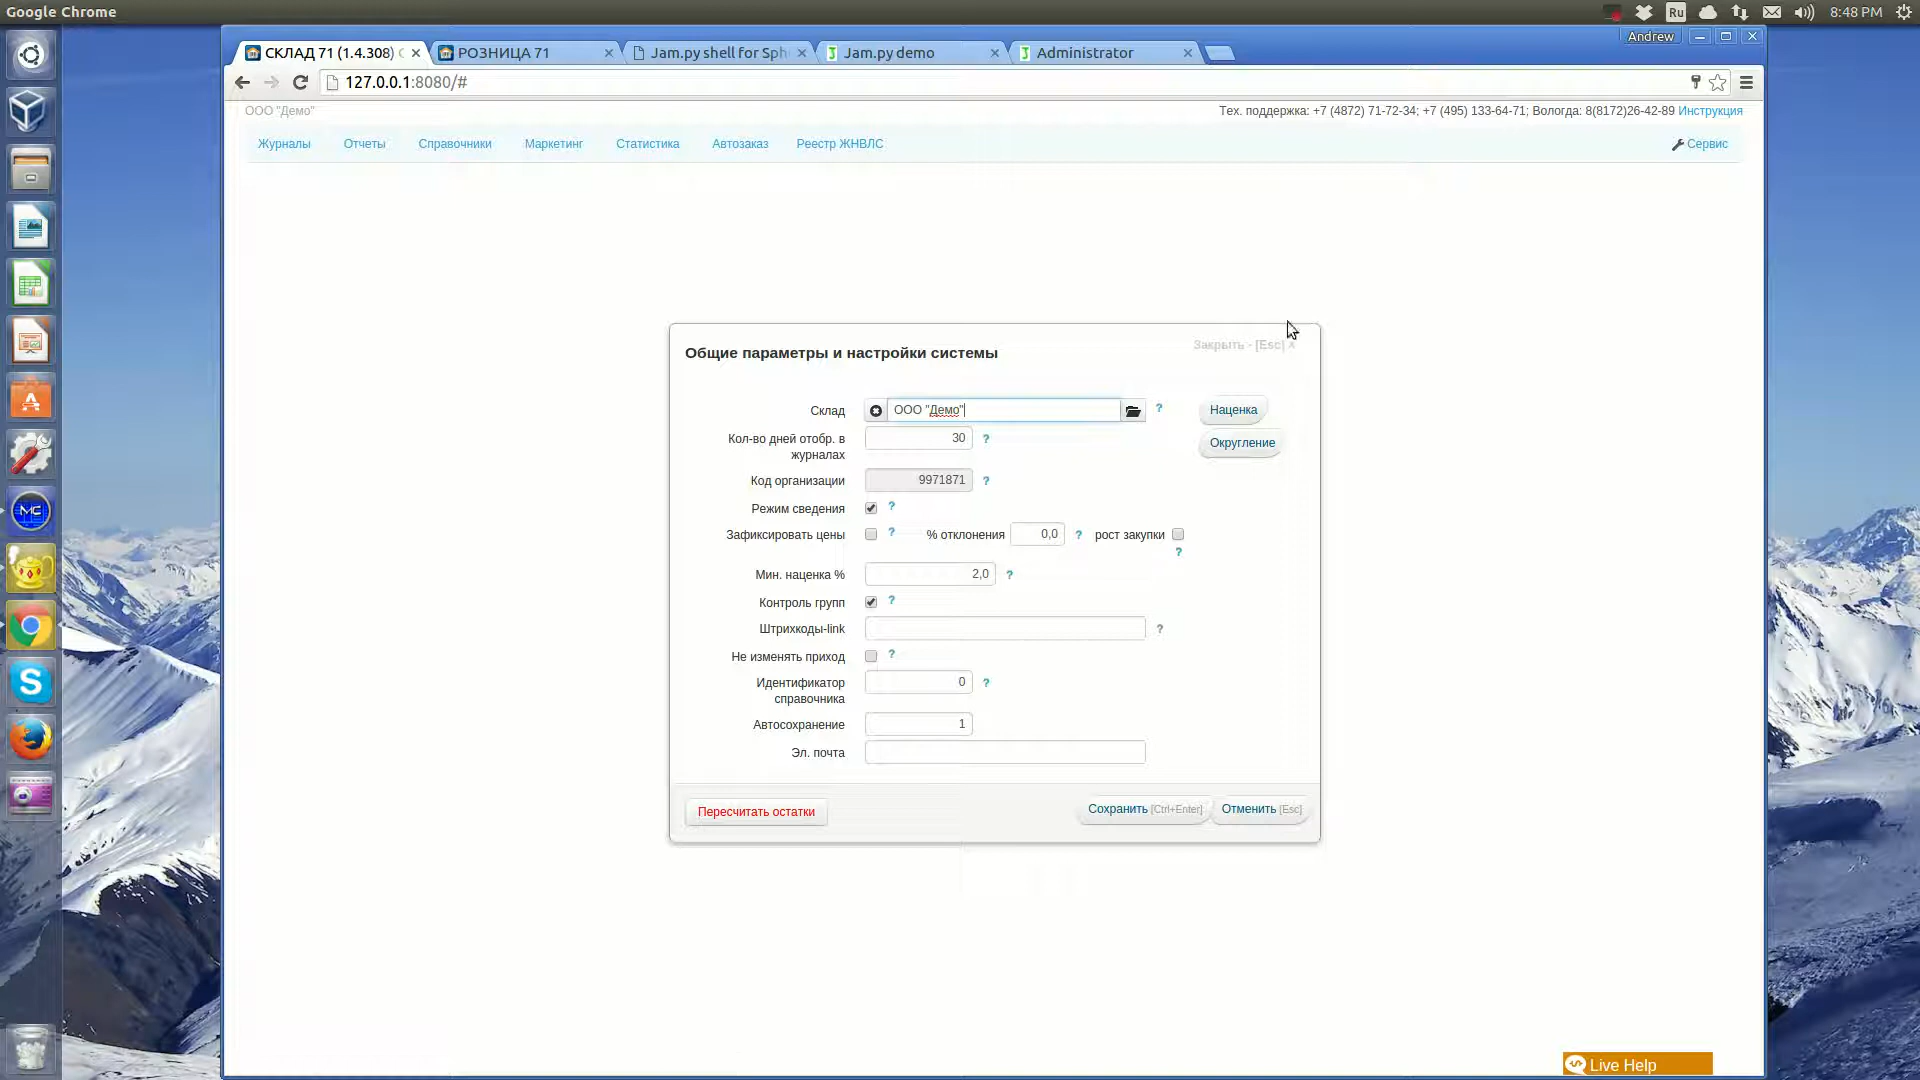 Google Chrome
Ru
8:48 PM
Andrew
СКЛАД 71 (1.4.308)
РОЗНИЦА 71
Jam.py shell for Sph
Jam.py demo
Administrator
127.0.0.1:8080/#
ООО "Демо"
Тех. поддержка: +7 (4872) 71-72-34; +7 (495) 133-64-71; Вологда: 8(8172)26-42-89 Инструкция
Журналы Отчеты Справочники Маркетинг Статистика Автозаказ Реестр ЖНВЛС Сервис
Закрыть - [Esc] x
Общие параметры и настройки системы
Склад ООО "Демо" ? Наценка
Кол-во дней отобр. в журналах 30 ?
Округление
Код организации 9971871 ?
Режим сведения ?
Зафиксировать цены ? % отклонения 0,0 ? рост закупки
?
Мин. наценка % 2,0 ?
Контроль групп ?
Штрихкоды-link ?
Не изменять приход ?
Идентификатор справочника 0 ?
Автосохранение 1
Эл. почта
Пересчитать остатки Сохранить [Ctrl+Enter] Отменить [Esc]
Live Help